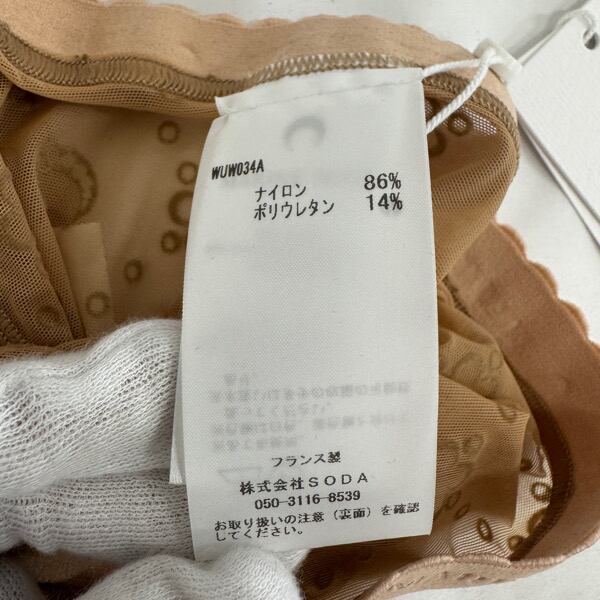 WUW034A
ナイロン 86%
ポリウレタン 14%
フランス製
株式会社SODA
050-3116-8539
お取り扱いの注意(裏面)を確認
してください。